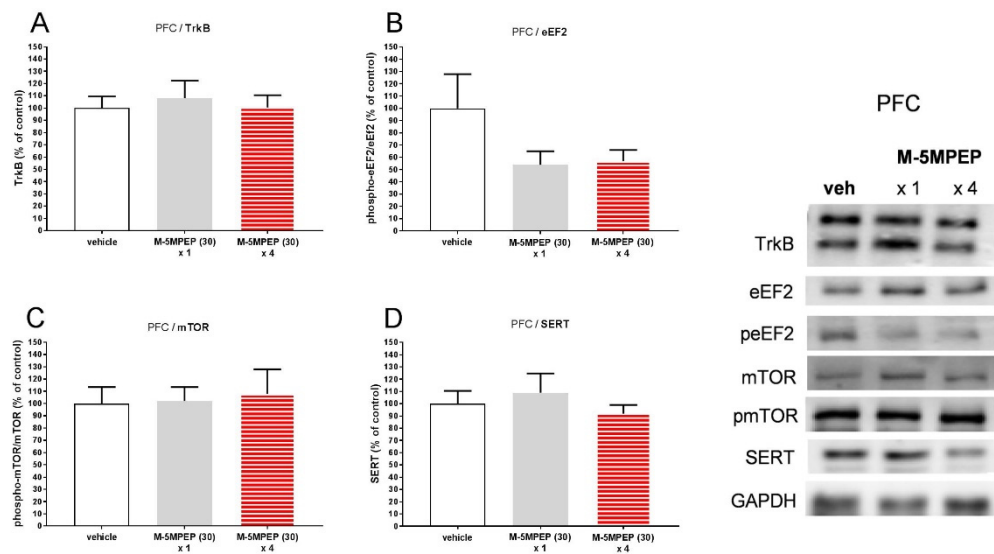 A
PFC / TrkB
TrkB (% of control)
150
140
130
120
110
100
90
80
70
60
50
40
30
20
10
0
vehicle
M-5MPEP (30)
x 1
M-5MPEP (30)
x 4
B
PFC / eEF2
phospho-eEF2/eEf2 (% of control)
150
140
130
120
110
100
90
80
70
60
50
40
30
20
10
0
vehicle
M-5MPEP (30)
x 1
M-5MPEP (30)
x 4
C
PFC / mTOR
phospho-mTOR/mTOR (% of control)
150
140
130
120
110
100
90
80
70
60
50
40
30
20
10
0
vehicle
M-5MPEP (30)
x 1
M-5MPEP (30)
x 4
D
PFC / SERT
SERT (% of control)
150
140
130
120
110
100
90
80
70
60
50
40
30
20
10
0
vehicle
M-5MPEP (30)
x 1
M-5MPEP (30)
x 4
PFC
M-5MPEP
veh x 1 x 4
TrkB
eEF2
peEF2
mTOR
pmTOR
SERT
GAPDH